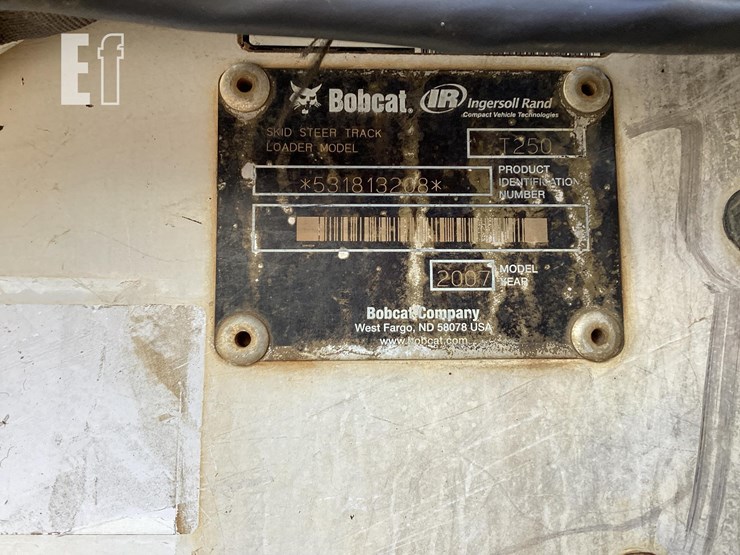 Ef
Bobcat. IR Ingersoll Rand
Compact Vehicle Technologies
SKID STEER TRACK
LOADER MODEL T250
*531813208*
PRODUCT
IDENTIFICATION
NUMBER
2007 MODEL
YEAR
Bobcat Company
West Fargo, ND 58078 USA
www.bobcat.com